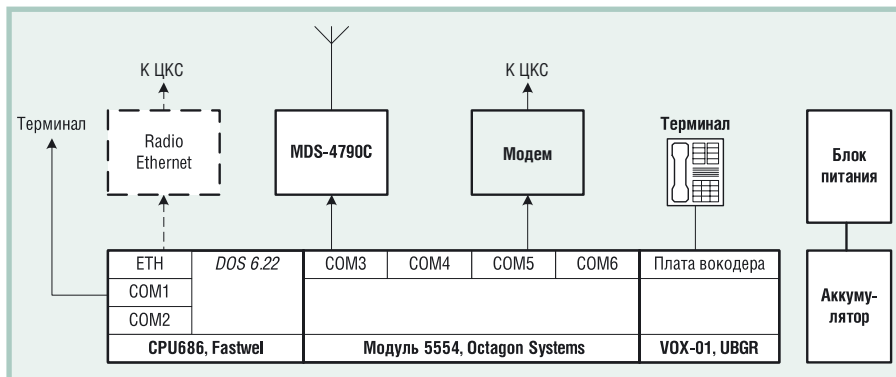 К ЦКС
К ЦКС
Терминал
Терминал
Radio
Ethernet
MDS-4790C
Модем
Блок
питания
ETH
DOS 6.22
COM3
COM4
COM5
COM6
Плата вокодера
COM1
COM2
Аккуму-
лятор
CPU686, Fastwel
Модуль 5554, Octagon Systems
VOX-01, UBGR